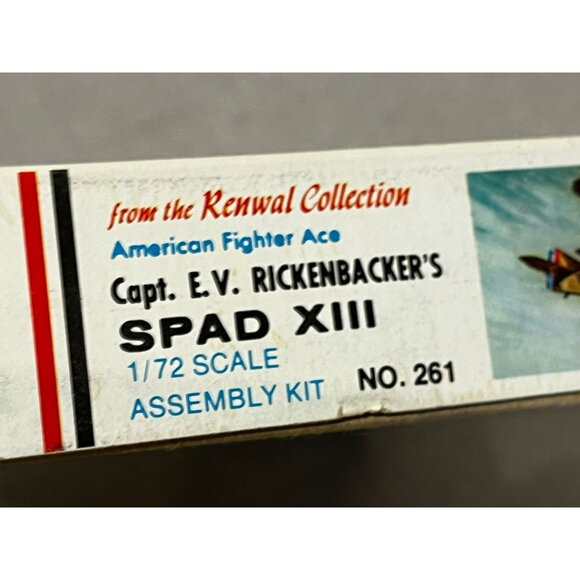 from the Renwal Collection
American Fighter Ace
Capt. E.V. RICKENBACKER'S
SPAD XIII
1/72 SCALE
ASSEMBLY KIT NO. 261